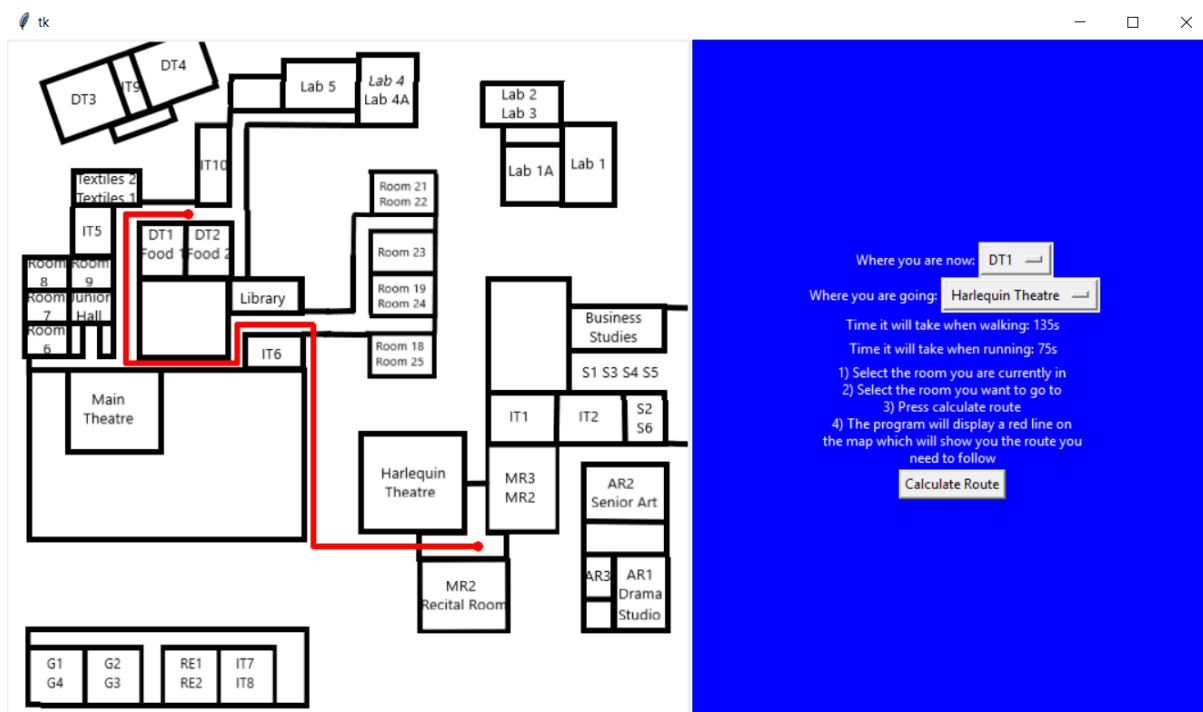 tk
DT4
IT9
DT3
Lab 5
Lab 4
Lab 4A
Lab 2
Lab 3
IT10
Lab 1A
Lab 1
Textiles 2
Textiles 1
Room 21
Room 22
IT5
DT1
Food 1
DT2
Food 2
Room 23
Room
8
Room
9
Room
7
Junior
Hall
Room
6
Library
Room 19
Room 24
IT6
Room 18
Room 25
Business
Studies
S1 S3 S4 S5
Main
Theatre
IT1
IT2
S2
S6
Harlequin
Theatre
MR3
MR2
AR2
Senior Art
MR2
Recital Room
AR3
AR1
Drama
Studio
G1
G4
G2
G3
RE1
RE2
IT7
IT8
Where you are now: DT1
Where you are going: Harlequin Theatre
Time it will take when walking: 135s
Time it will take when running: 75s
1) Select the room you are currently in
2) Select the room you want to go to
3) Press calculate route
4) The program will display a red line on
the map which will show you the route you
need to follow
Calculate Route